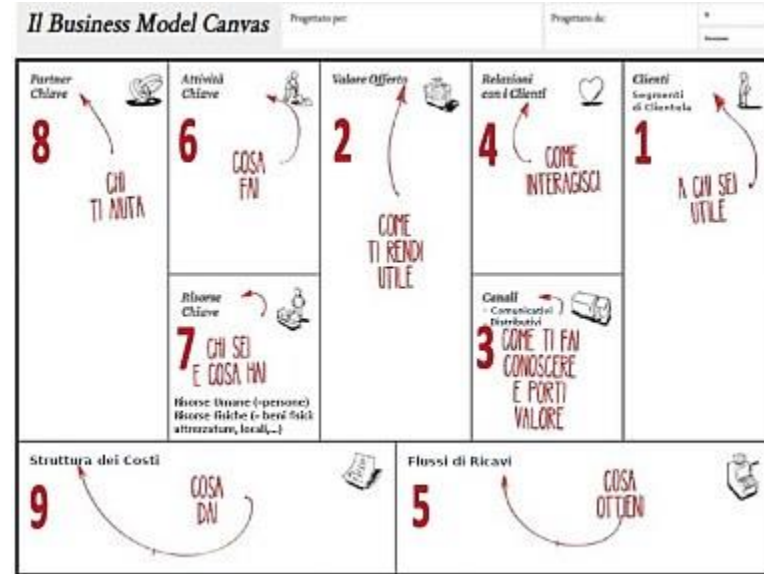 Il Business Model Canvas
Progettato per:
Progettato da:
Partner
Chiave
8
CHI
TI AIUTA
Attività
Chiave
6
COSA
FAI
Valore Offerto
2
COME
TI RENDI
UTILE
Relazioni
con i Clienti
4
COME
INTERAGISCI
Clienti
Segmenti
di Clientela
1
A CHI SEI
UTILE
Risorse
Chiave
7
CHI SEI
E COSA HAI
Risorse Umane (=persone)
Risorse Fisiche (= beni fisici
attrezzature, locali,...)
Canali
- Comunicativi
- Distributivi
3
COME TI FAI
CONOSCERE
E PORTI
VALORE
Struttura dei Costi
9
COSA
DAI
Flussi di Ricavi
5
COSA
OTTIENI